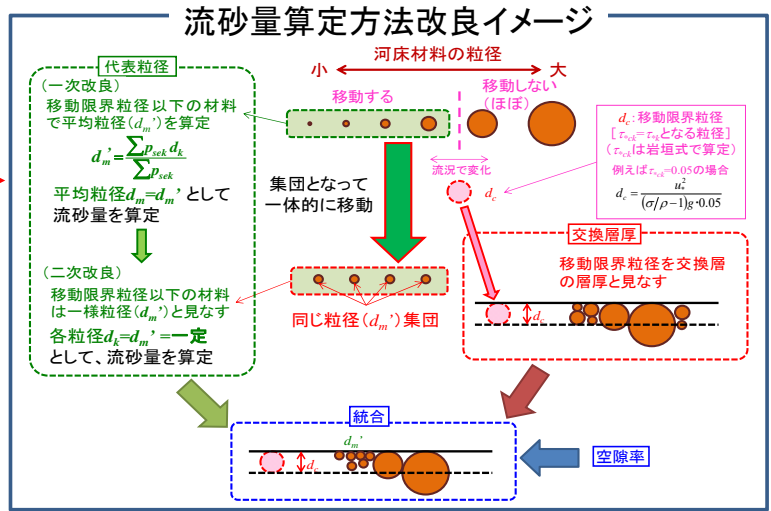 流砂量算定方法改良イメージ
代表粒径
(一次改良)
移動限界粒径以下の材料
で平均粒径(dm')を算定
dm'=∑psek dk/∑psek
平均粒径dm=dm' として
流砂量を算定
(二次改良)
移動限界粒径以下の材料
は一様粒径(dm')と見なす
各粒径dk=dm' =一定
として、流砂量を算定
河床材料の粒径
小
大
移動する
移動しない
(ほぼ)
流況で変化
dc
集団となって
一体的に移動
同じ粒径(dm')集団
dc:移動限界粒径
[τ*ck=τ*kとなる粒径]
(τ*ckは岩垣式で算定)
例えばτ*ck=0.05の場合
dc=u*²/(σ/ρ−1)g·0.05
交換層厚
移動限界粒径を交換層
の層厚と見なす
dc
統合
dm'
dc
空隙率